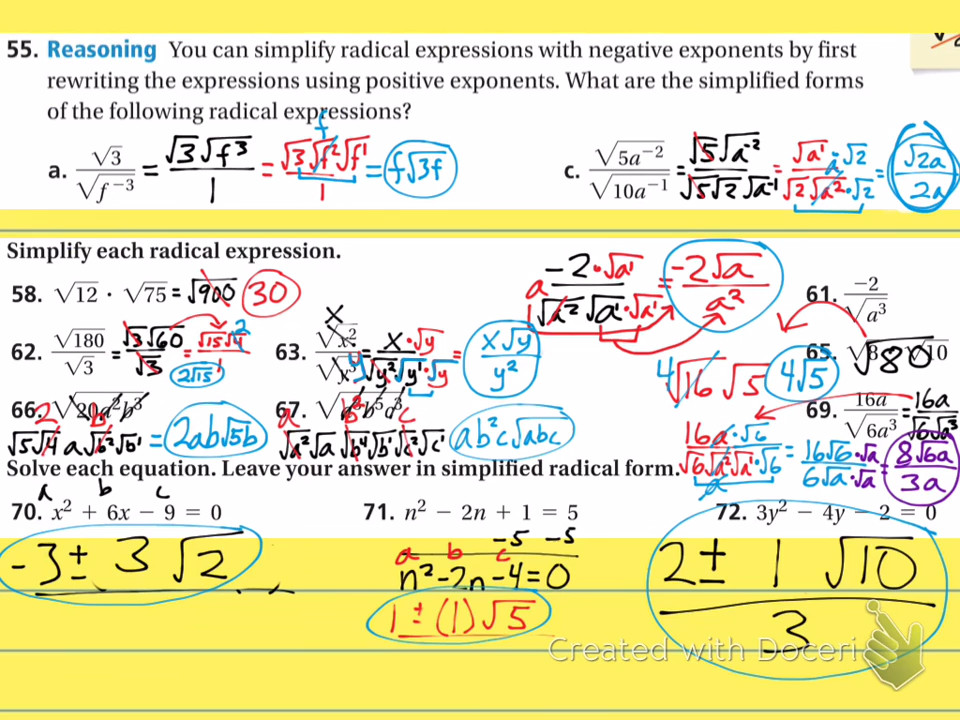 55. Reasoning You can simplify radical expressions with negative exponents by first
rewriting the expressions using positive exponents. What are the simplified forms
of the following radical expressions?
a. √3 / √f⁻³ = √3√f³ / 1 = √3√f²√f¹ / 1 = f√3f
f
c. √5a⁻² / √10a⁻¹ = √5√a⁻² / √5√2√a⁻¹ = √a¹·√2 / √2√a²·√2 = √2a / 2a
a
Simplify each radical expression.
58. √12 · √75 = √900 30
-2·√a¹ / √a²√a¹·√a¹ = -2√a / a²
a
61. -2 / √a³
62. √180 / √3 = √3√60 / √3 = √15√4 / 1
2
2√15
63. √x² = x·√y / √y²√y¹·√y = x√y / y²
x
y
4√16√5 4√5
65. √8 √10
√80
66. √20a²b³
2 b
√5√4 a√b²√b¹ = 2ab√5b
67. √a³b⁵c³
a b² c
√a²√a √b⁴√b¹ √c²√c¹ ab²c√abc
69. 16a / √6a³ = 16a / √6√a³
16a·√6 / √6√a²√a¹·√6 = 16√6·√a / 6√a·√a = 8√6a / 3a
a
Solve each equation. Leave your answer in simplified radical form.
a b c
70. x² + 6x − 9 = 0
71. n² − 2n + 1 = 5
72. 3y² − 4y − 2 = 0
-3 ± 3√2
-5 -5
a b c
n²-2n-4=0
1 ± (1)√5
2 ± 1 √10 / 3
Created with Doceri